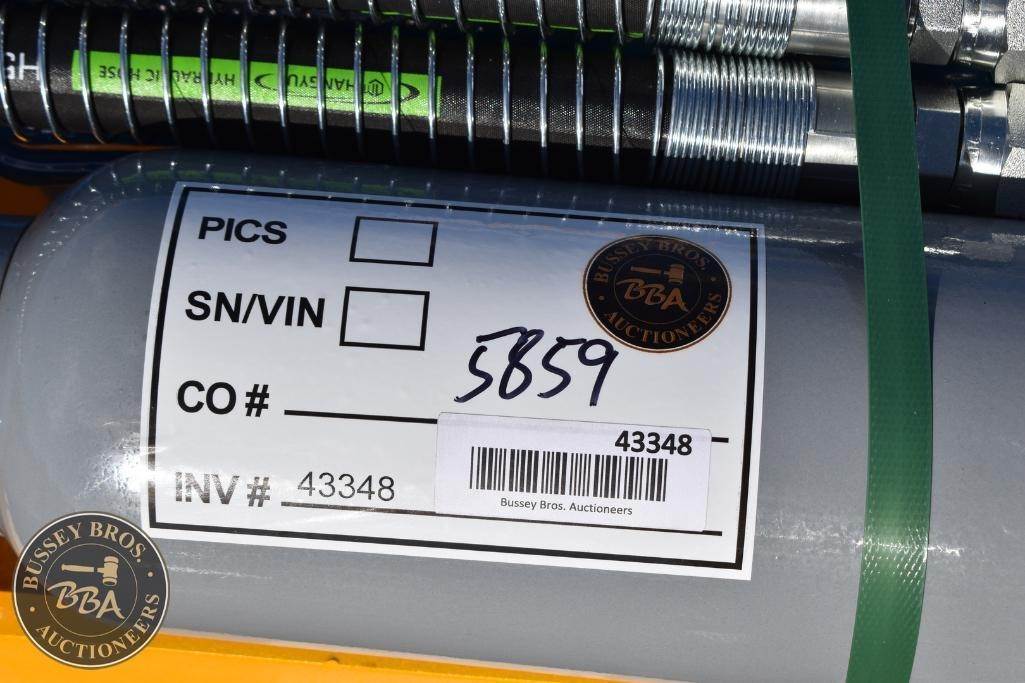 HYDRAULIC HOSE
PICS
SN/VIN
CO # 5859
INV # 43348
BUSSEY BROS.
BBA
AUCTIONEERS
43348
Bussey Bros. Auctioneers
BUSSEY BROS.
BBA
AUCTIONEERS